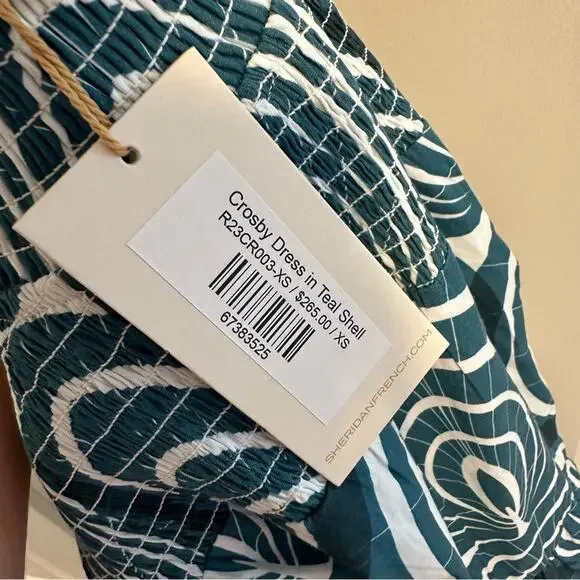 Crosby Dress in Teal Shell
R23CR003-XS / $265.00 / XS
67383525
SHERIDANFRENCH.COM